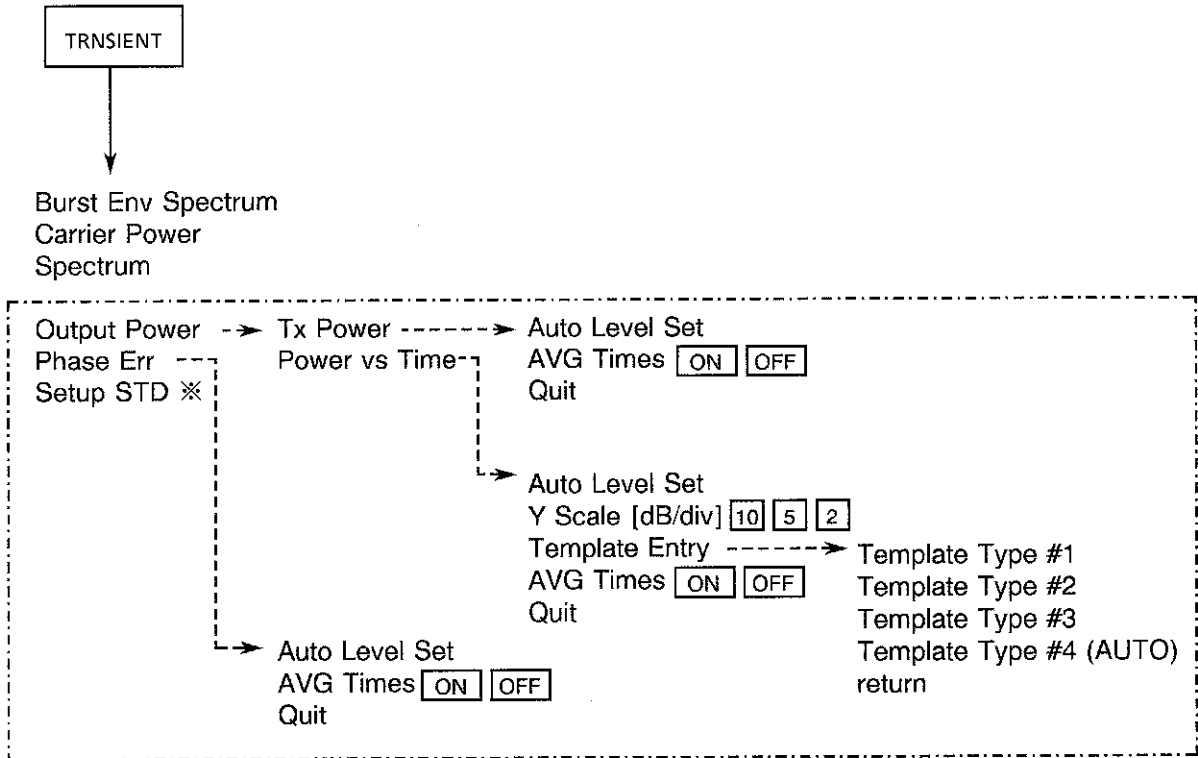 TRNSIENT
Burst Env Spectrum
Carrier Power
Spectrum
Output Power
Phase Err
Setup STD ※
Tx Power
Power vs Time
Auto Level Set
AVG Times ON OFF
Quit
Auto Level Set
Y Scale [dB/div] 10 5 2
Template Entry
AVG Times ON OFF
Quit
Template Type #1
Template Type #2
Template Type #3
Template Type #4 (AUTO)
return
Auto Level Set
AVG Times ON OFF
Quit